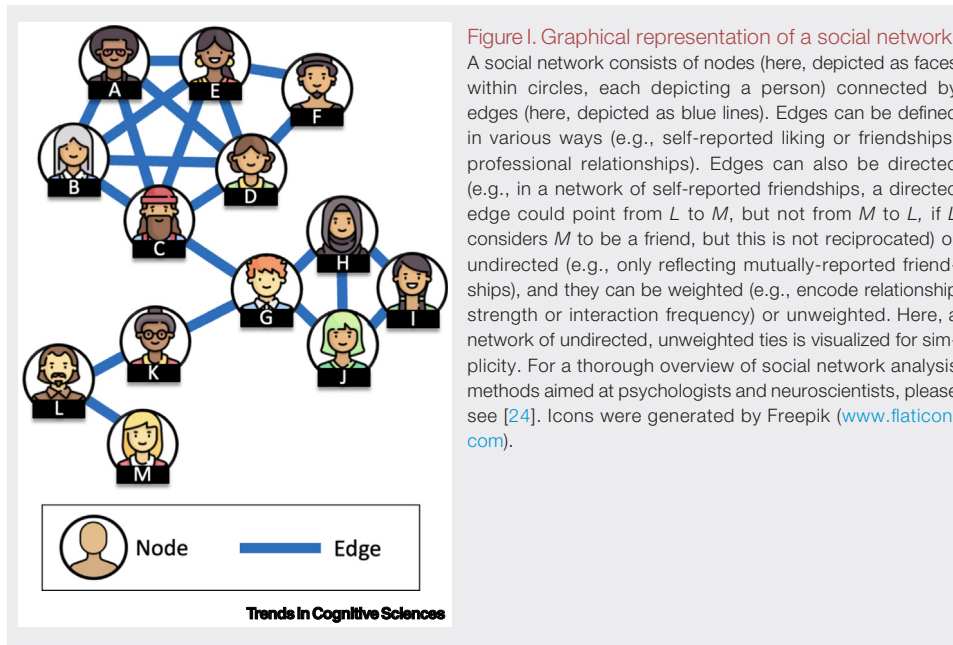 A
E
F
B
D
C
H
G
I
K
J
L
M
Node
Edge
Trends in Cognitive Sciences
Figure I. Graphical representation of a social network
A social network consists of nodes (here, depicted as faces
within circles, each depicting a person) connected by
edges (here, depicted as blue lines). Edges can be defined
in various ways (e.g., self-reported liking or friendships
professional relationships). Edges can also be directed
(e.g., in a network of self-reported friendships, a directed
edge could point from L to M, but not from M to L, if L
considers M to be a friend, but this is not reciprocated) o
undirected (e.g., only reflecting mutually-reported friend-
ships), and they can be weighted (e.g., encode relationship
strength or interaction frequency) or unweighted. Here, a
network of undirected, unweighted ties is visualized for sim-
plicity. For a thorough overview of social network analysis
methods aimed at psychologists and neuroscientists, please
see [24]. Icons were generated by Freepik (www.flaticon
com).